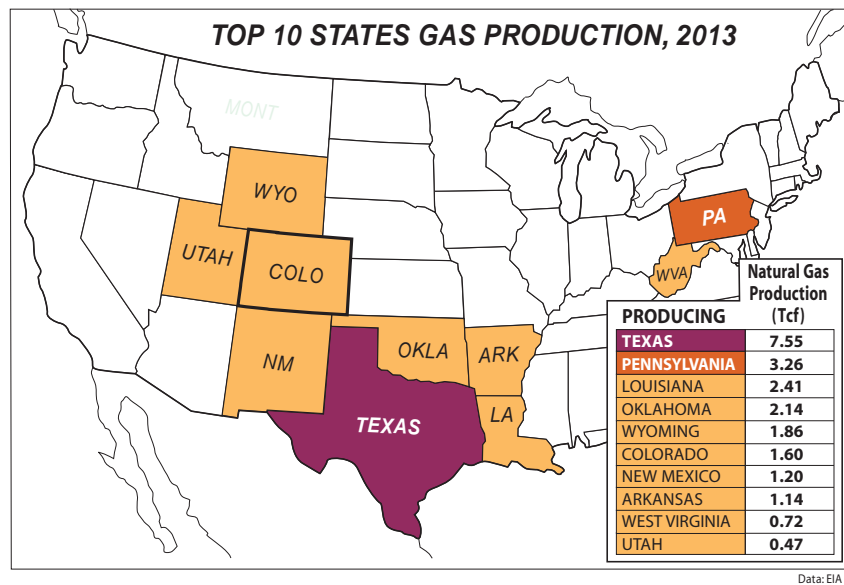 TOP 10 STATES GAS PRODUCTION, 2013
MONT
WYO
PA
UTAH
COLO
WVA
NM
OKLA
ARK
LA
TEXAS
Natural Gas
Production
(Tcf)
PRODUCING
TEXAS 7.55
PENNSYLVANIA 3.26
LOUISIANA 2.41
OKLAHOMA 2.14
WYOMING 1.86
COLORADO 1.60
NEW MEXICO 1.20
ARKANSAS 1.14
WEST VIRGINIA 0.72
UTAH 0.47
Data: EIA